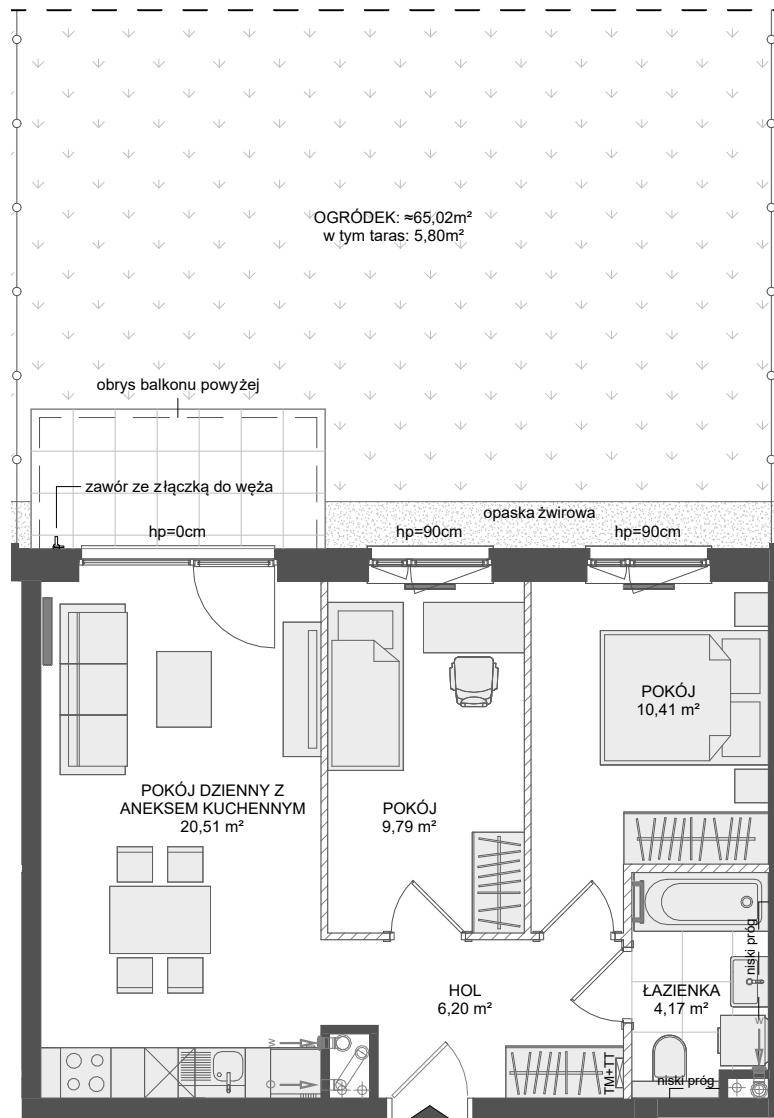 OGRÓDEK: ≈65,02m²
w tym taras: 5,80m²
obrys balkonu powyżej
zawór ze złączką do węża
opaska żwirowa
hp=0cm
hp=90cm
hp=90cm
POKÓJ
10,41 m²
POKÓJ DZIENNY Z
ANEKSEM KUCHENNYM
20,51 m²
POKÓJ
9,79 m²
niski próg
HOL
6,20 m²
ŁAZIENKA
4,17 m²
W
O
TM+TT
W
niski próg